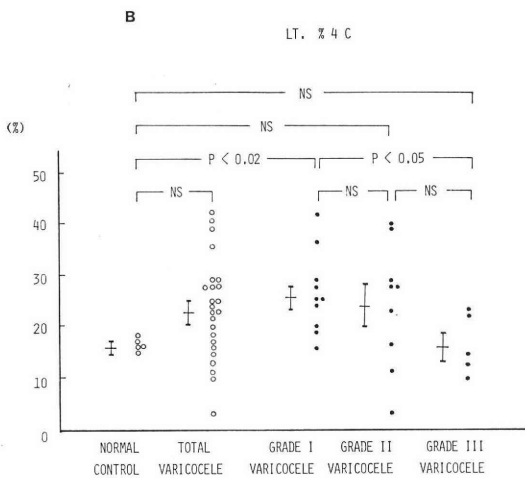 B
LT. % 4 C
NS
(%)
NS
P < 0.02
P < 0.05
50
NS
NS
NS
40
30
20
10
0
NORMAL CONTROL
TOTAL VARICOCELE
GRADE I VARICOCELE
GRADE II VARICOCELE
GRADE III VARICOCELE